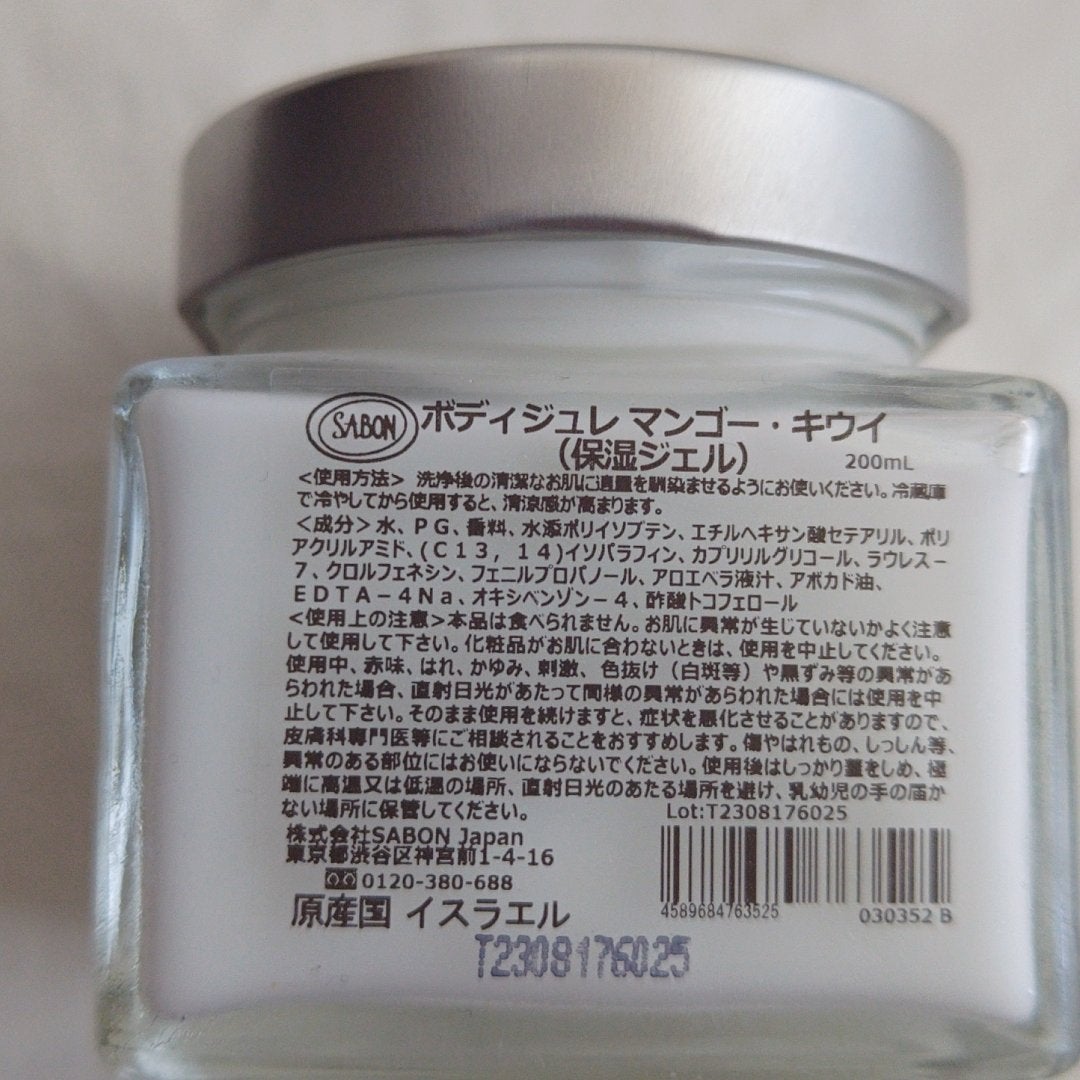 SABON ボディジュレ マンゴー・キウイ
(保湿ジェル) 200mL
<使用方法> 洗浄後の清潔なお肌に適量を馴染ませるようにお使いください。冷蔵庫
で冷やしてから使用すると、清涼感が高まります。
<成分> 水、PG、香料、水添ポリイソブテン、エチルヘキサン酸セテアリル、ポリ
アクリルアミド、(C13, 14)イソパラフィン、カプリリルグリコール、ラウレス-
7、クロルフェネシン、フェニルプロパノール、アロエベラ液汁、アボカド油、
EDTA-4Na、オキシベンゾン-4、酢酸トコフェロール
<使用上の注意>本品は食べられません。お肌に異常が生じていないかよく注意
して使用して下さい。化粧品がお肌に合わないときは、使用を中止してください。
使用中、赤味、はれ、かゆみ、刺激、色抜け（白斑等）や黒ずみ等の異常があ
らわれた場合、直射日光があたって同様の異常があらわれた場合には使用を中
止して下さい。そのまま使用を続けますと、症状を悪化させることがありますので、
皮膚科専門医等にご相談されることをおすすめします。傷やはれもの、しっしん等、
異常のある部位にはお使いにならないでください。使用後はしっかり蓋をしめ、極
端に高温又は低温の場所、直射日光のあたる場所を避け、乳幼児の手の届か
ない場所に保管してください。
Lot:T2308176025
株式会社SABON Japan
東京都渋谷区神宮前1-4-16
0120-380-688
原産国 イスラエル
4589684763525
030352 B
T2308176025